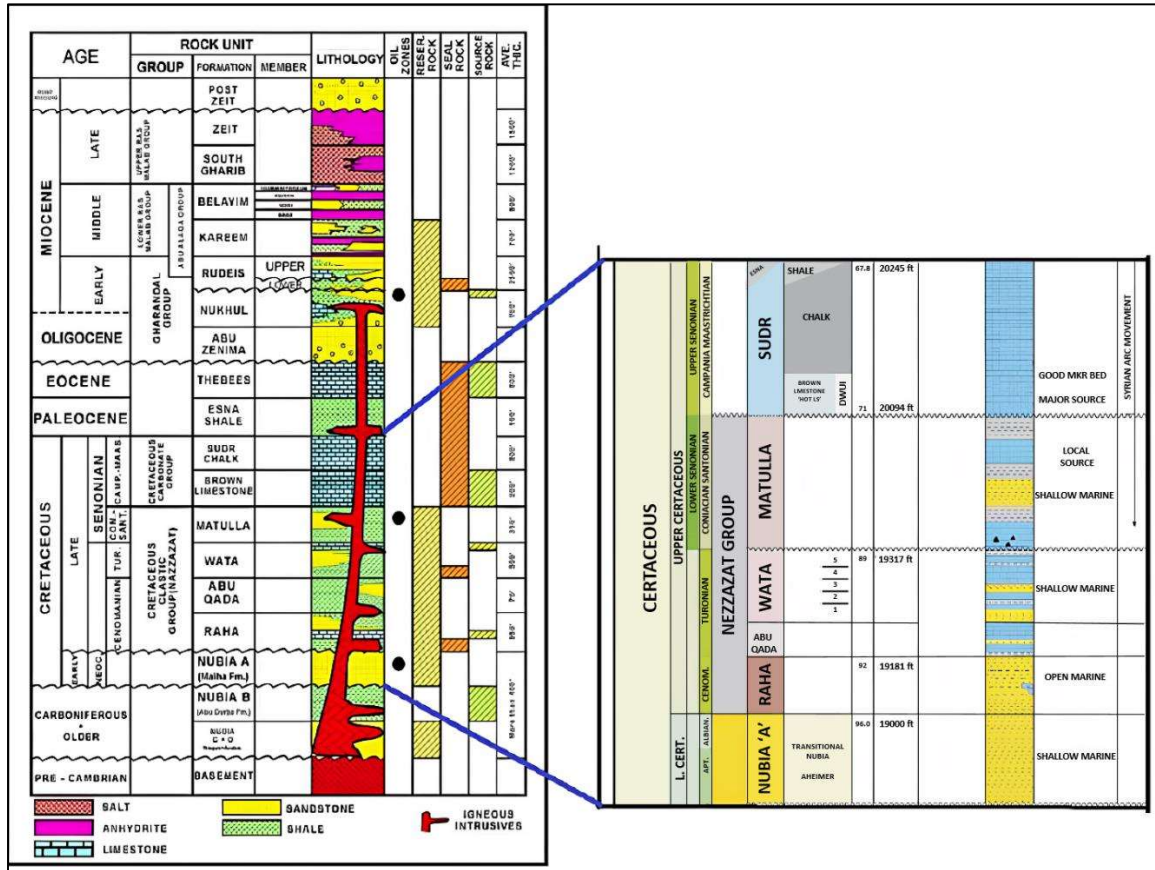 AGE
ROCK UNIT
GROUP
FORMATION
MEMBER
LITHOLOGY
OIL ZONES
RESER. ROCK
SEAL ROCK
SOURCE ROCK
AVE. THIC.
POST ZEIT
MIOCENE
LATE
UPPER RAS MALAB GROUP
ZEIT
SOUTH GHARIB
MIDDLE
LOWER RAS MALAB GROUP
BELAYIM
KAREEM
EARLY
GHARANDAL GROUP
RUDEIS
UPPER
LOWER
NUKHUL
OLIGOCENE
ABU ZENIMA
EOCENE
THEBEES
PALEOCENE
ESNA SHALE
CRETACEOUS
LATE
SENONIAN
CAMP.-MAAS.
CRETACEOUS CARBONATE GROUP
SUDR CHALK
BROWN LIMESTONE
CON.-SANT.
CRETACEOUS CLASTIC GROUP(NAZZAZAT)
MATULLA
TUR.
WATA
CENOMANIAN
ABU QADA
RAHA
EARLY
NEOC.
NUBIA A
(Malha Fm.)
CARBONIFEROUS
OLDER
NUBIA B
PRE - CAMBRIAN
BASEMENT
SALT
ANHYDRITE
LIMESTONE
SANDSTONE
SHALE
IGNEOUS INTRUSIVES
CERTACEOUS
UPPER CERTACEOUS
L. CERT.
UPPER SENONIAN
CAMPANIA MAASTRICHTIAN
LOWER SENONIAN
CONIACIAN SANTONIAN
TURONIAN
CENOM.
ALBIAN.
APT.
NEZZAZAT GROUP
SUDR
ESNA
SHALE
CHALK
BROWN LIMESTONE 'HOT LS'
DWUI
67.8
20245 ft
71
20094 ft
GOOD MKR BED
MAJOR SOURCE
SYRIAN ARC MOVEMENT
MATULLA
LOCAL SOURCE
SHALLOW MARINE
WATA
5
4
3
2
1
89
19317 ft
SHALLOW MARINE
ABU QADA
RAHA
92
19181 ft
OPEN MARINE
NUBIA 'A'
TRANSITIONAL NUBIA
AHEIMER
96.0
19000 ft
SHALLOW MARINE